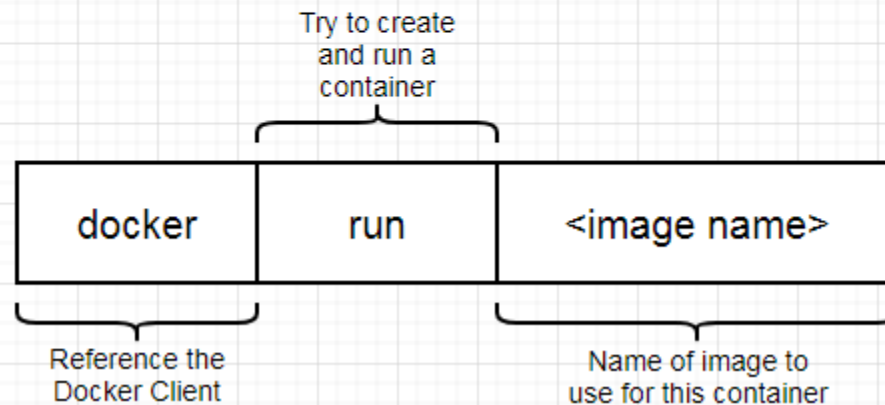 Try to create
and run a
container
docker
run
<image name>
Reference the
Docker Client
Name of image to
use for this container